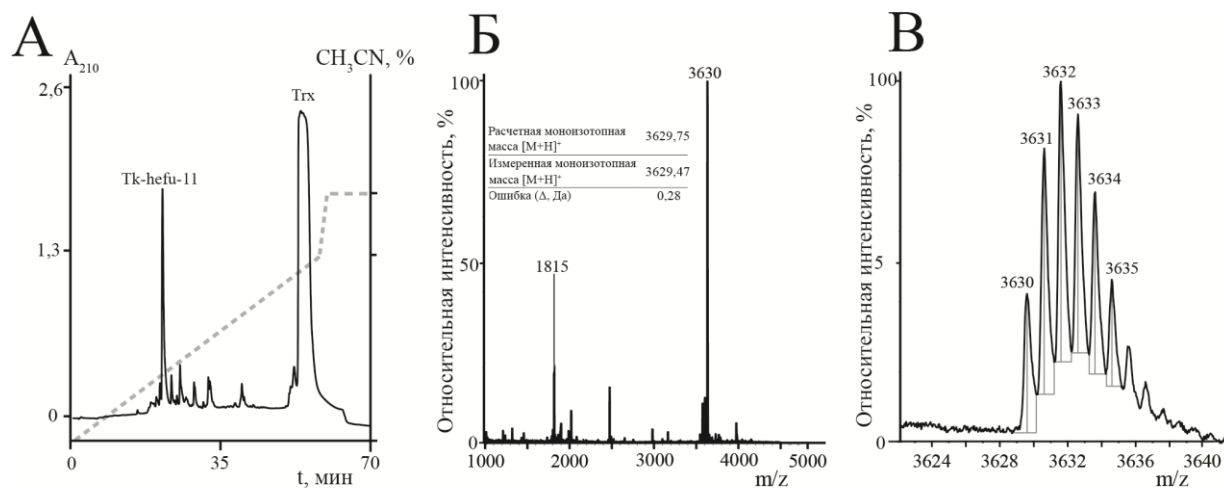 А
A210
CH3CN, %
2,6
1,3
0
Tk-hefu-11
Trx
0
35
70
t, мин
Б
Относительная интенсивность, %
100
50
0
3630
1815
Расчетная моноизотопная
масса [M+H]+
3629,75
Измеренная моноизотопная
масса [M+H]+
3629,47
Ошибка (Δ, Да)
0,28
1000
2000
3000
4000
5000
m/z
В
Относительная интенсивность, %
100
5
0
3630
3631
3632
3633
3634
3635
3624
3628
3632
3636
3640
m/z